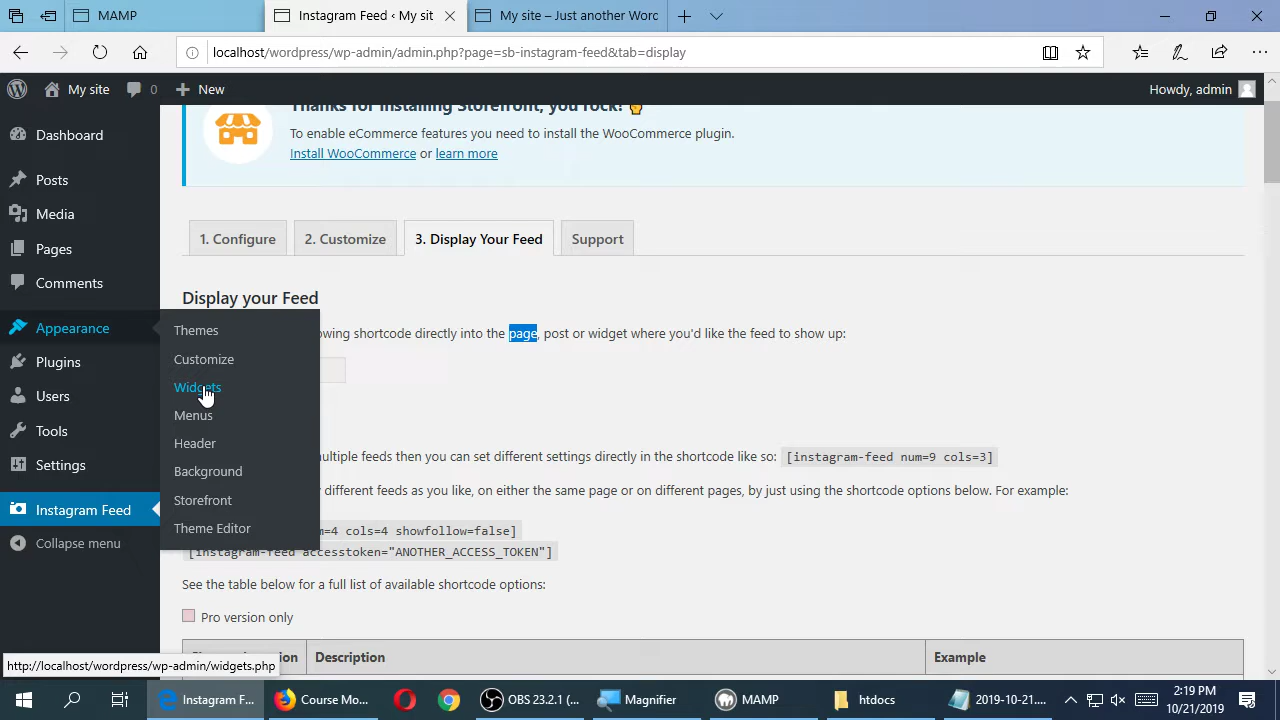 MAMP
Instagram Feed ‹ My sit
My site – Just another Worc
localhost/wordpress/wp-admin/admin.php?page=sb-instagram-feed&tab=display
My site
0
New
Howdy, admin
Dashboard
Posts
Media
Pages
Comments
Appearance
Plugins
Users
Tools
Settings
Instagram Feed
Collapse menu
Themes
Customize
Widgets
Menus
Header
Background
Storefront
Theme Editor
Thanks for installing Storefront, you rock!
To enable eCommerce features you need to install the WooCommerce plugin.
Install WooCommerce or learn more
1. Configure
2. Customize
3. Display Your Feed
Support
Display your Feed
owing shortcode directly into the page, post or widget where you'd like the feed to show up:
ultiple feeds then you can set different settings directly in the shortcode like so: [instagram-feed num=9 cols=3]
different feeds as you like, on either the same page or on different pages, by just using the shortcode options below. For example:
=4 cols=4 showfollow=false]
[instagram-feed accesstoken="ANOTHER_ACCESS_TOKEN"]
See the table below for a full list of available shortcode options:
Pro version only
on
Description
Example
http://localhost/wordpress/wp-admin/widgets.php
Instagram F...
Course Mo...
OBS 23.2.1 (...
Magnifier
MAMP
htdocs
2019-10-21....
2:19 PM
10/21/2019